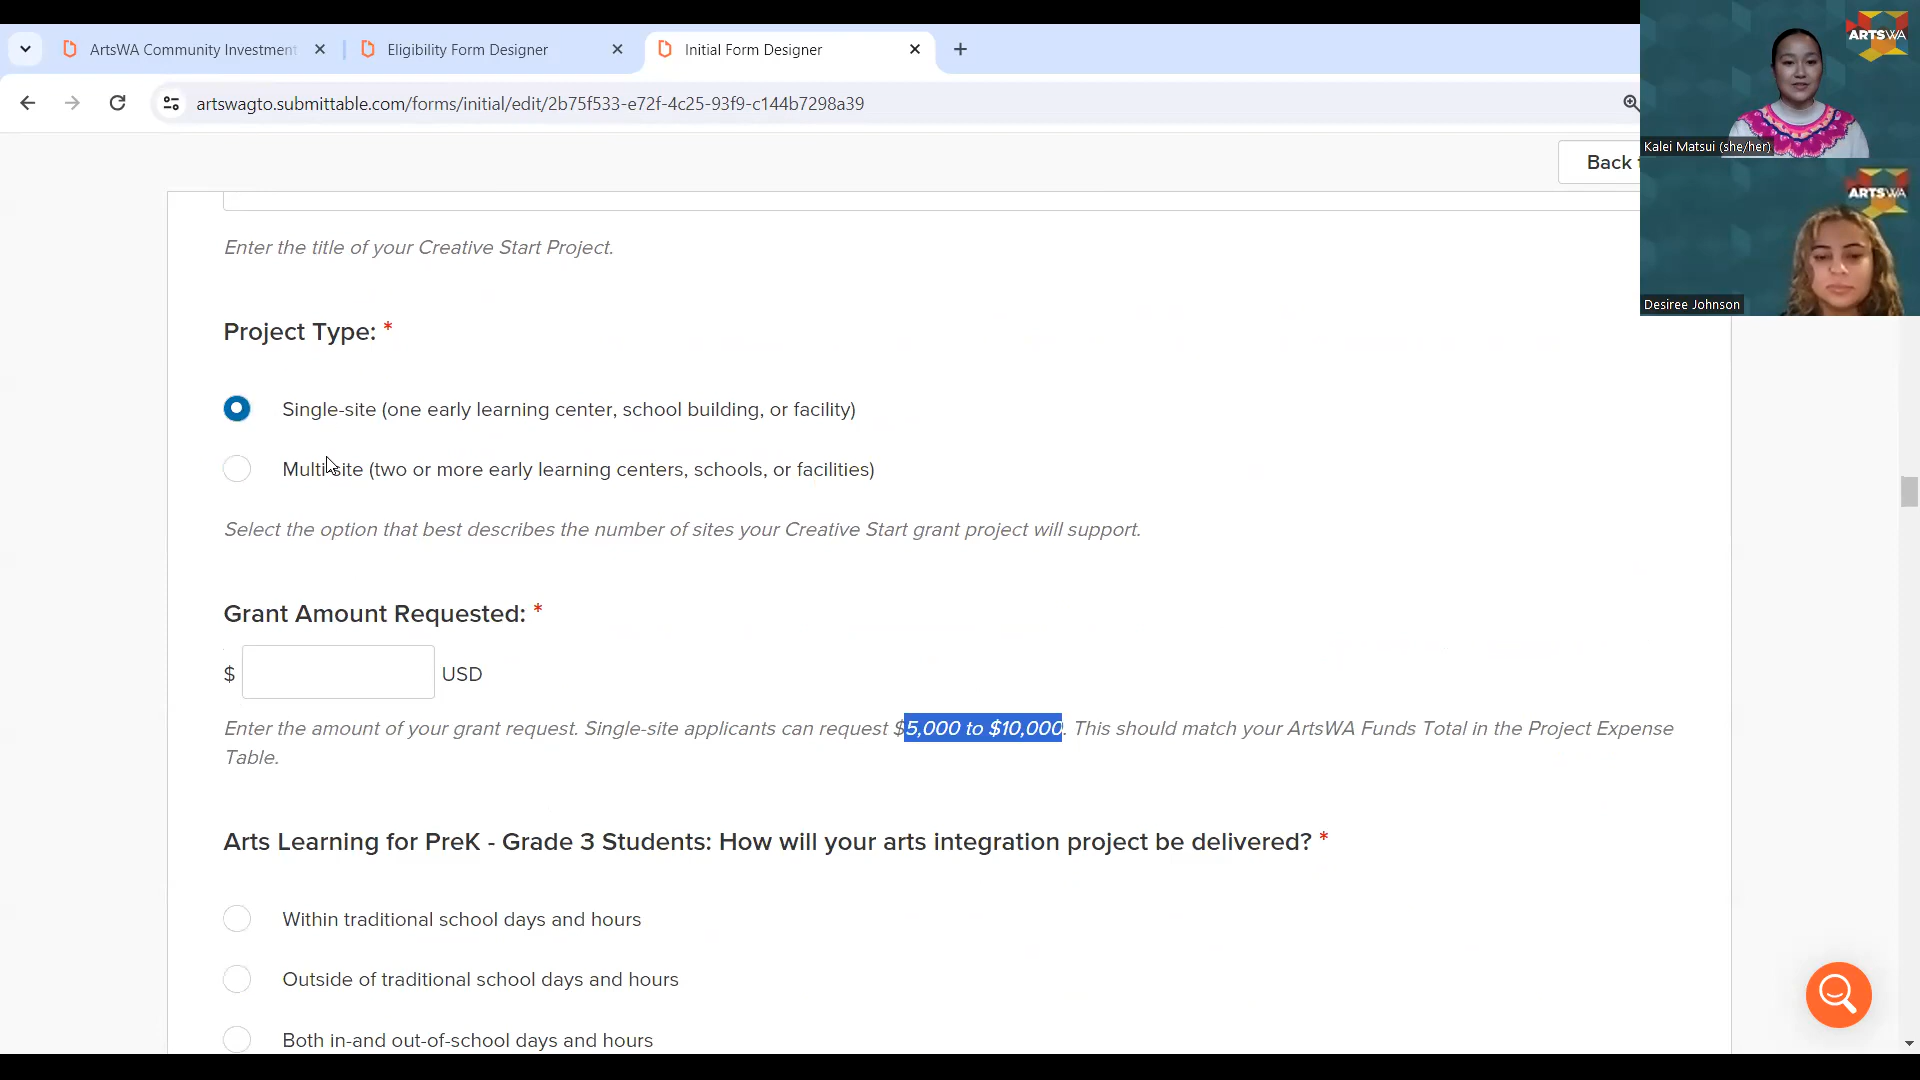 ArtsWA Community Investment
Eligibility Form Designer
Initial Form Designer
artswagto.submittable.com/forms/initial/edit/2b75f533-e72f-4c25-93f9-c144b7298a39
ARTSWA
Kalei Matsui (she/her)
Back
ARTSWA
Desiree Johnson
Enter the title of your Creative Start Project.
Project Type: *
Single-site (one early learning center, school building, or facility)
Multi-site (two or more early learning centers, schools, or facilities)
Select the option that best describes the number of sites your Creative Start grant project will support.
Grant Amount Requested: *
$ USD
Enter the amount of your grant request. Single-site applicants can request $5,000 to $10,000. This should match your ArtsWA Funds Total in the Project Expense
Table.
Arts Learning for PreK - Grade 3 Students: How will your arts integration project be delivered? *
Within traditional school days and hours
Outside of traditional school days and hours
Both in-and out-of-school days and hours